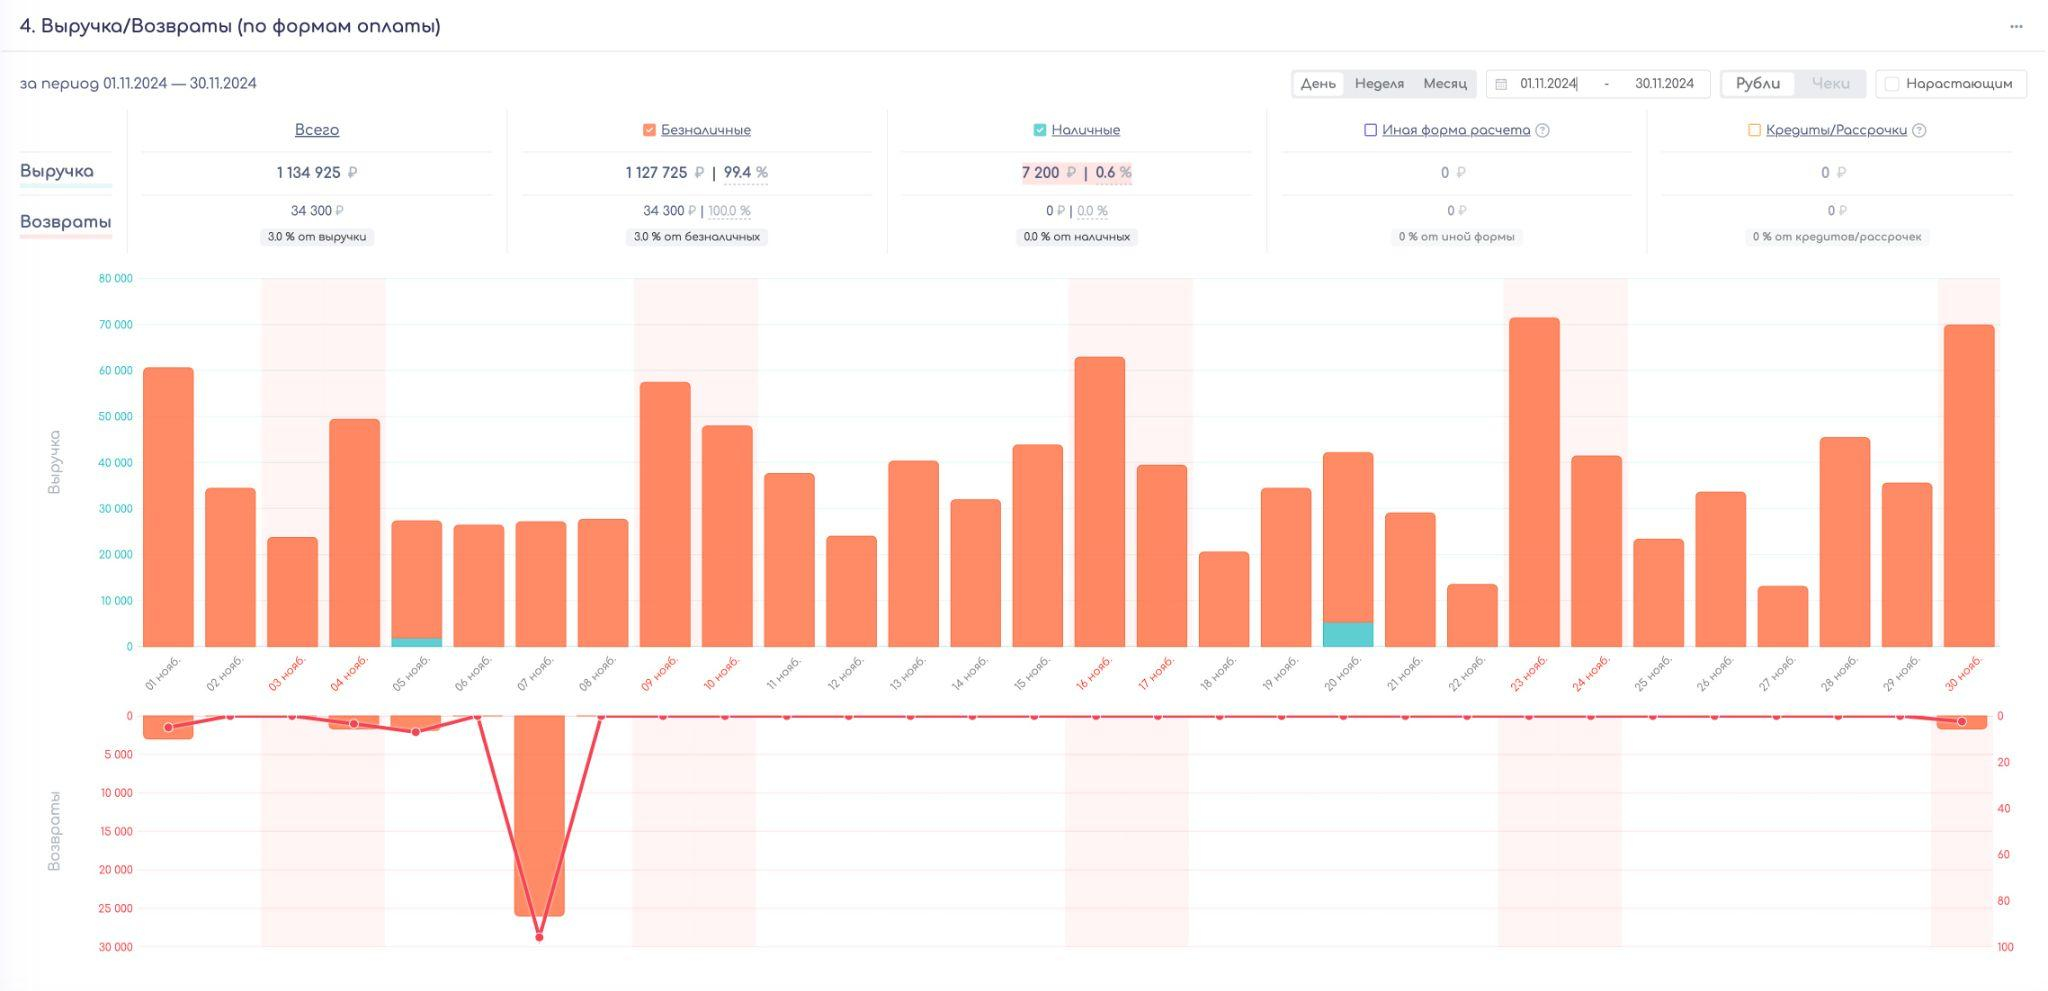 4. Выручка/Возвраты (по формам оплаты)
за период 01.11.2024 — 30.11.2024
День Неделя Месяц 01.11.2024 - 30.11.2024 Рубли Чеки Нарастающим
Всего Безналичные Наличные Иная форма расчета ? Кредиты/Рассрочки ?
Выручка 1 134 925 ₽ 1 127 725 ₽ | 99.4 % 7 200 ₽ | 0.6 % 0 ₽ 0 ₽
Возвраты 34 300 ₽ 34 300 ₽ | 100.0 % 0 ₽ | 0.0 % 0 ₽ 0 ₽
3.0 % от выручки 3.0 % от безналичных 0.0 % от наличных 0 % от иной формы 0 % от кредитов/рассрочек
Выручка
80 000
70 000
60 000
50 000
40 000
30 000
20 000
10 000
0
01 нояб. 02 нояб. 03 нояб. 04 нояб. 05 нояб. 06 нояб. 07 нояб. 08 нояб. 09 нояб. 10 нояб. 11 нояб. 12 нояб. 13 нояб. 14 нояб. 15 нояб. 16 нояб. 17 нояб. 18 нояб. 19 нояб. 20 нояб. 21 нояб. 22 нояб. 23 нояб. 24 нояб. 25 нояб. 26 нояб. 27 нояб. 28 нояб. 29 нояб. 30 нояб.
Возвраты
0
5 000
10 000
15 000
20 000
25 000
30 000
0
20
40
60
80
100